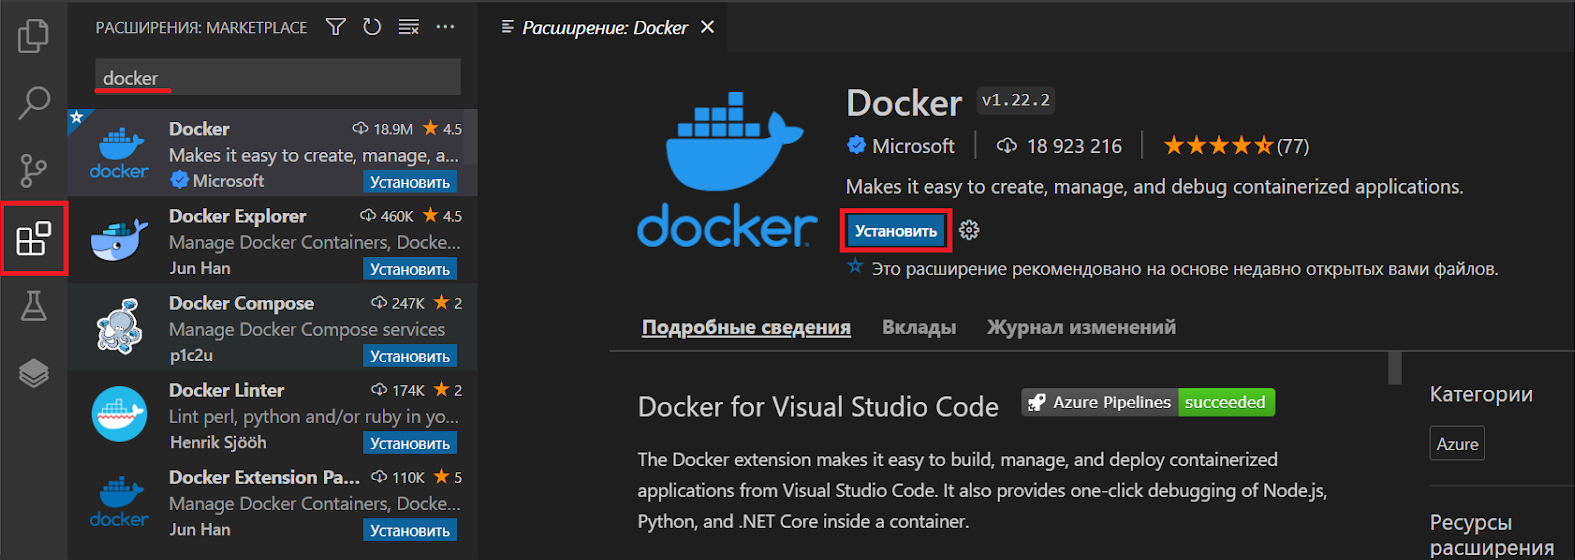 РАСШИРЕНИЯ: MARKETPLACE
docker
Docker 18.9M 4.5
Makes it easy to create, manage, a...
docker
Microsoft Установить
Docker Explorer 460K 4.5
Manage Docker Containers, Docke...
Jun Han Установить
Docker Compose 247K 2
Manage Docker Compose services
p1c2u Установить
Docker Linter 174K 2
Lint perl, python and/or ruby in yo...
Henrik Sjööh Установить
Docker Extension Pa... 110K 5
Manage Docker Containers, Docke...
docker
Jun Han Установить
Расширение: Docker
docker
Docker v1.22.2
Microsoft 18 923 216 (77)
Makes it easy to create, manage, and debug containerized applications.
Установить
Это расширение рекомендовано на основе недавно открытых вами файлов.
Подробные сведения Вклады Журнал изменений
Docker for Visual Studio Code Azure Pipelines succeeded
The Docker extension makes it easy to build, manage, and deploy containerized
applications from Visual Studio Code. It also provides one-click debugging of Node.js,
Python, and .NET Core inside a container.
Категории
Azure
Ресурсы
расширения